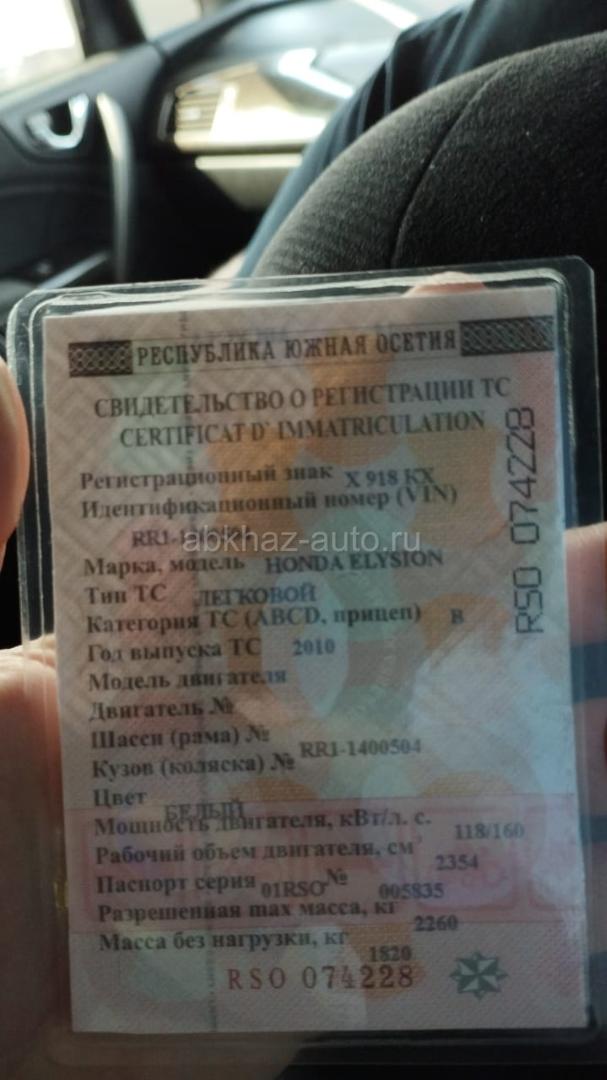 РЕСПУБЛИКА ЮЖНАЯ ОСЕТИЯ
СВИДЕТЕЛЬСТВО О РЕГИСТРАЦИИ ТС
CERTIFICAT D' IMMATRICULATION
Регистрационный знак Х 918 КХ
Идентификационный номер (VIN)
abkhaz-auto.ru
Марка, модель HONDA ELYSION
Тип ТС ЛЕГКОВОЙ
Категория ТС (ABCD, прицеп) В
Год выпуска ТС 2010
Модель двигателя
Двигатель №
Шасси (рама) №
Кузов (коляска) № RR1-1400504
Цвет БЕЛЫЙ
Мощность двигателя, кВт/л. с. 118/160
Рабочий объем двигателя, см 2354
Паспорт серия 01RSO № 005835
Разрешенная max масса, кг 2260
Масса без нагрузки, кг 1820
RSO 074228
RSO 074228